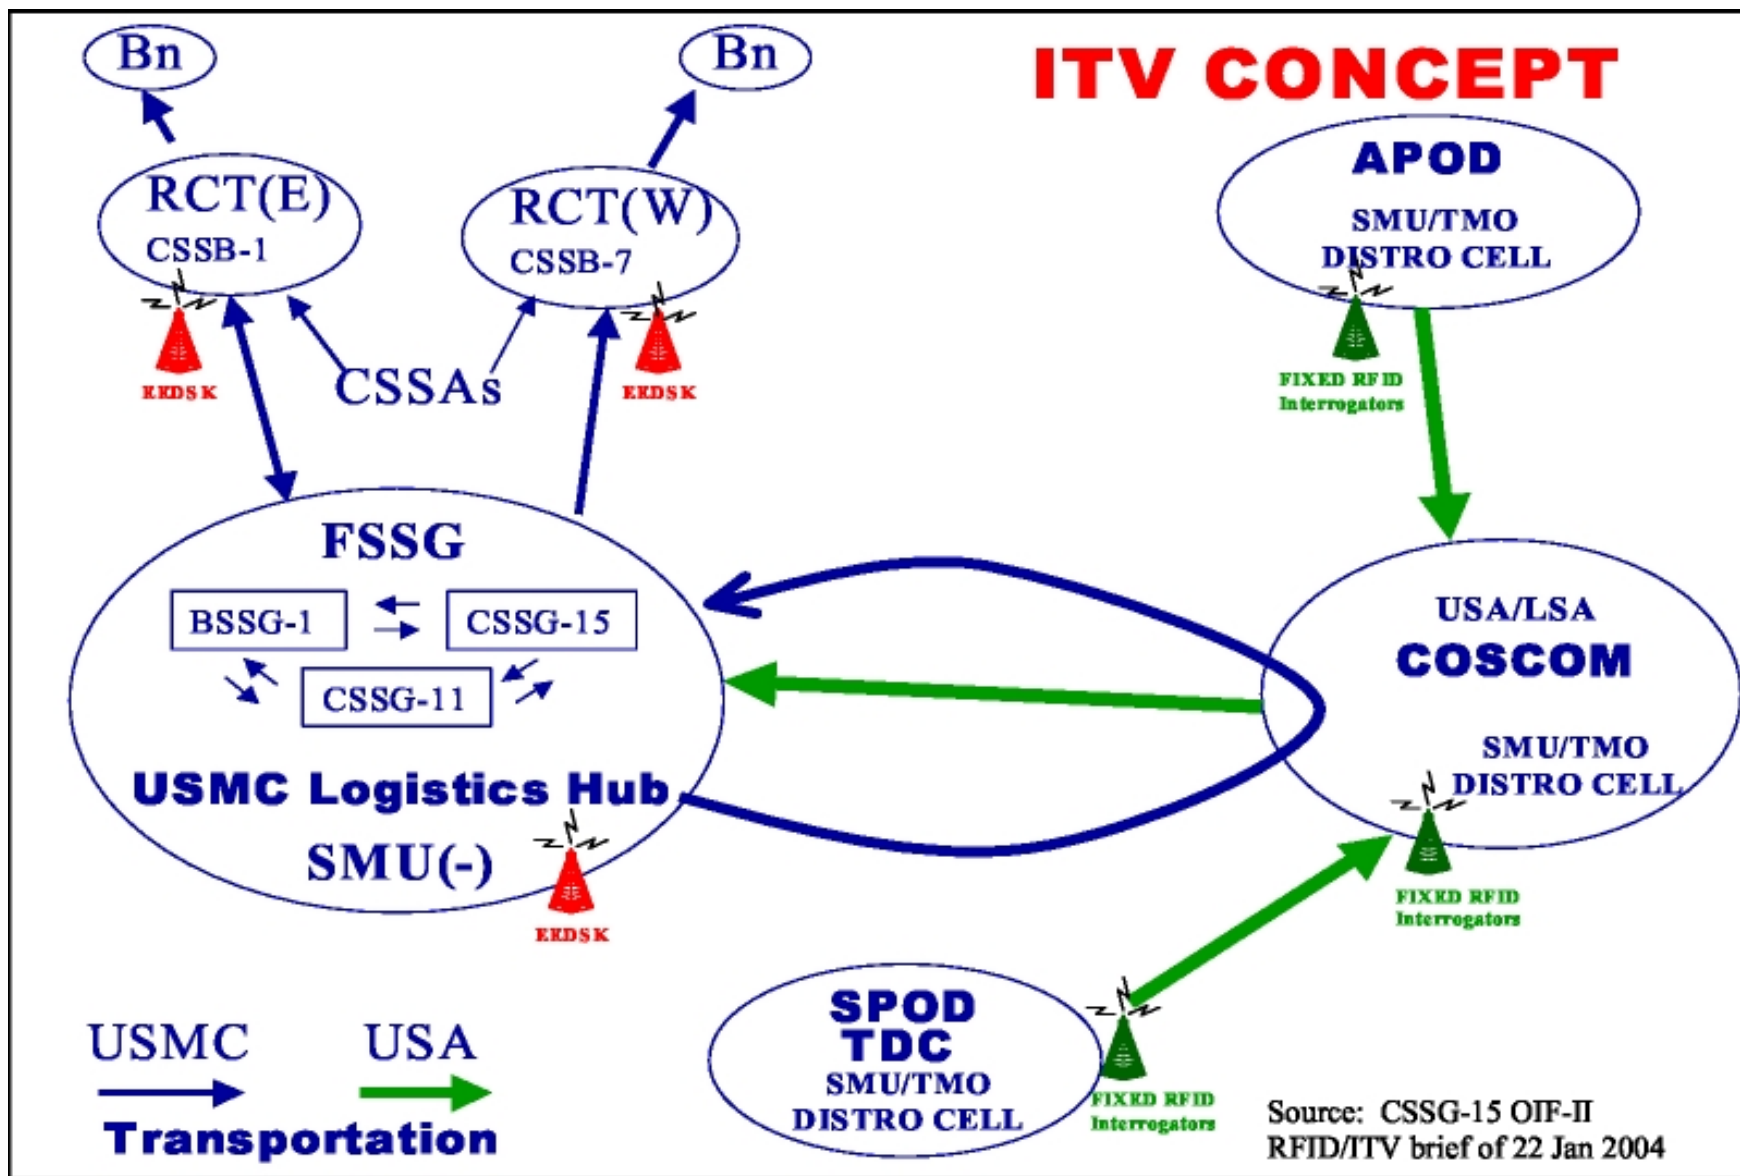 ITV CONCEPT
Bn
Bn
RCT(E)
CSSB-1
RCT(W)
CSSB-7
APOD
SMU/TMO
DISTRO CELL
ERDSK
CSSAs
ERDSK
FIXED RFID
Interrogators
FSSG
BSSG-1
CSSG-15
CSSG-11
USMC Logistics Hub
SMU(-)
ERDSK
USA/LSA
COSCOM
SMU/TMO
DISTRO CELL
FIXED RFID
Interrogators
SPOD
TDC
SMU/TMO
DISTRO CELL
FIXED RFID
Interrogators
USMC
USA
Transportation
Source: CSSG-15 OIF-II
RFID/ITV brief of 22 Jan 2004